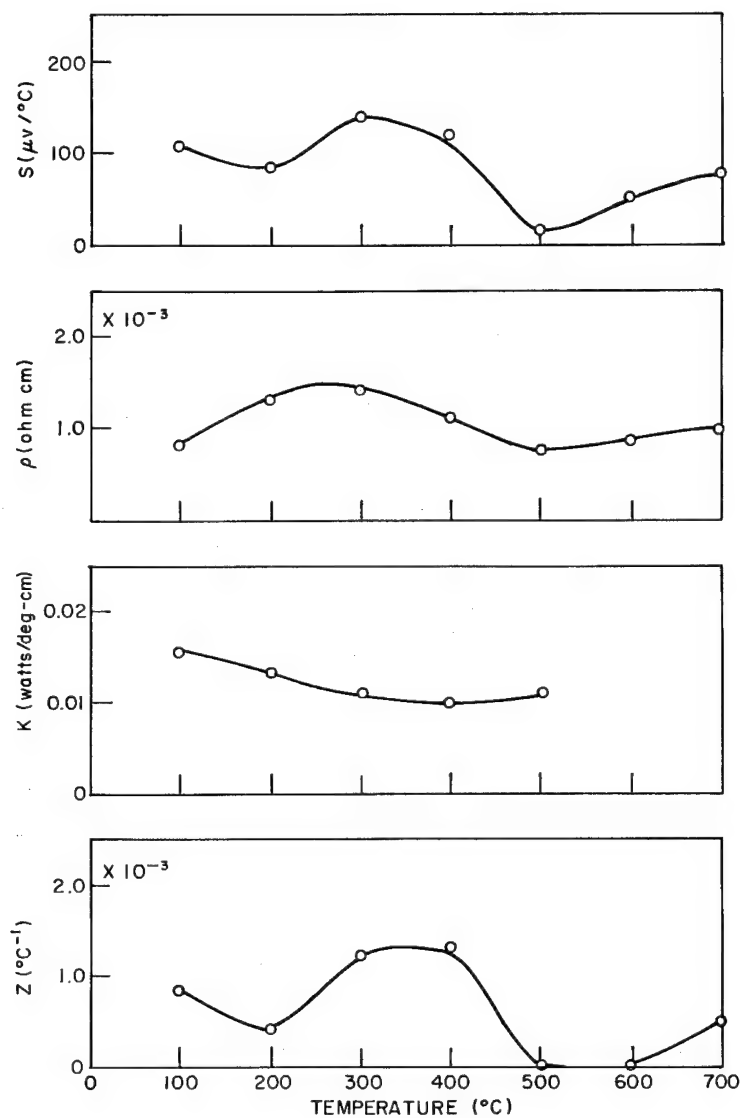 200
100
0
S (μv/°C)
X 10⁻³
2.0
1.0
ρ (ohm cm)
0.02
0.01
0
K (watts/deg-cm)
X 10⁻³
2.0
1.0
0
Z (°C⁻¹)
0 100 200 300 400 500 600 700
TEMPERATURE (°C)